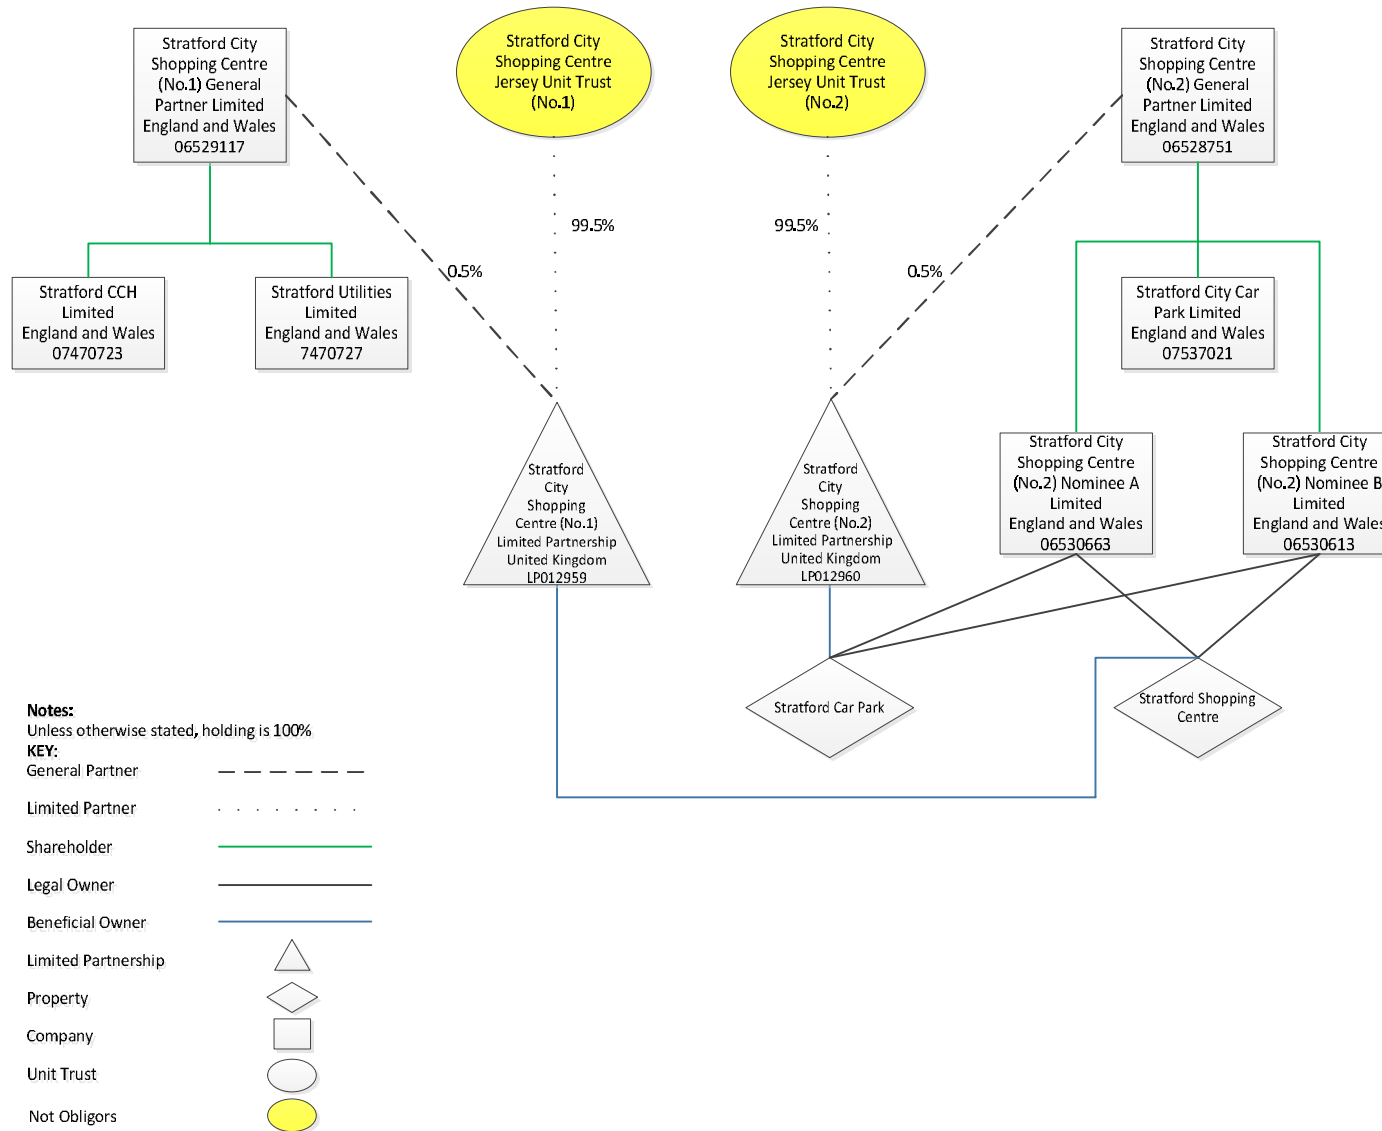 Stratford City
Shopping Centre
(No.1) General
Partner Limited
England and Wales
06529117
Stratford City
Shopping Centre
Jersey Unit Trust
(No.1)
Stratford City
Shopping Centre
Jersey Unit Trust
(No.2)
Stratford City
Shopping Centre
(No.2) General
Partner Limited
England and Wales
06528751
99.5%
99.5%
0.5%
0.5%
Stratford CCH
Limited
England and Wales
07470723
Stratford Utilities
Limited
England and Wales
7470727
Stratford City Car
Park Limited
England and Wales
07537021
Stratford
City
Shopping
Centre (No.1)
Limited Partnership
United Kingdom
LP012959
Stratford
City
Shopping
Centre (No.2)
Limited Partnership
United Kingdom
LP012960
Stratford City
Shopping Centre
(No.2) Nominee A
Limited
England and Wales
06530663
Stratford City
Shopping Centre
(No.2) Nominee B
Limited
England and Wales
06530613
Stratford Car Park
Stratford Shopping
Centre
Notes:
Unless otherwise stated, holding is 100%
KEY:
General Partner
Limited Partner
Shareholder
Legal Owner
Beneficial Owner
Limited Partnership
Property
Company
Unit Trust
Not Obligors